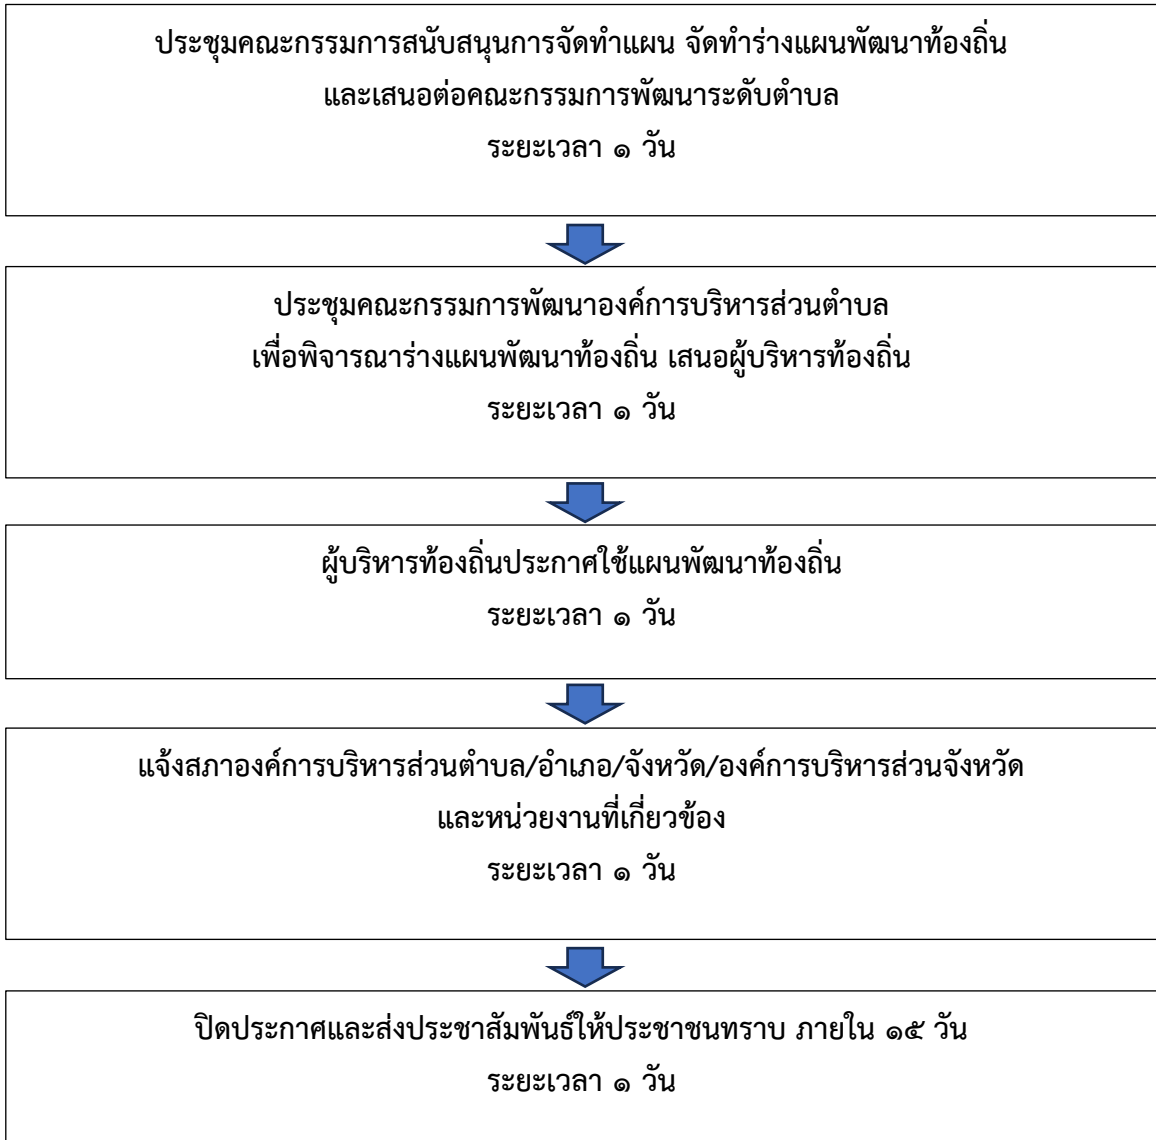 ประชุมคณะกรรมการสนับสนุนการจัดทำแผน จัดทำร่างแผนพัฒนาท้องถิ่น
และเสนอต่อคณะกรรมการพัฒนาระดับตำบล
ระยะเวลา ๑ วัน
ประชุมคณะกรรมการพัฒนาองค์การบริหารส่วนตำบล
เพื่อพิจารณาร่างแผนพัฒนาท้องถิ่น เสนอผู้บริหารท้องถิ่น
ระยะเวลา ๑ วัน
ผู้บริหารท้องถิ่นประกาศใช้แผนพัฒนาท้องถิ่น
ระยะเวลา ๑ วัน
แจ้งสภาองค์การบริหารส่วนตำบล/อำเภอ/จังหวัด/องค์การบริหารส่วนจังหวัด
และหน่วยงานที่เกี่ยวข้อง
ระยะเวลา ๑ วัน
ปิดประกาศและส่งประชาสัมพันธ์ให้ประชาชนทราบ ภายใน ๑๕ วัน
ระยะเวลา ๑ วัน